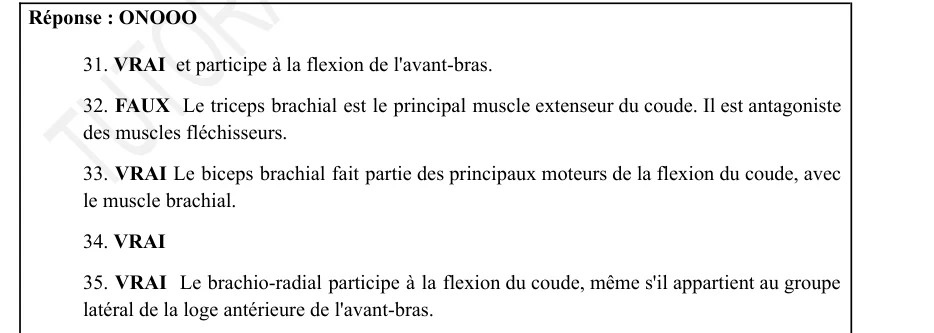 Réponse : ONOOO
31. VRAI et participe à la flexion de l'avant-bras.
32. FAUX Le triceps brachial est le principal muscle extenseur du coude. Il est antagoniste
des muscles fléchisseurs.
33. VRAI Le biceps brachial fait partie des principaux moteurs de la flexion du coude, avec
le muscle brachial.
34. VRAI
35. VRAI Le brachio-radial participe à la flexion du coude, même s'il appartient au groupe
latéral de la loge antérieure de l'avant-bras.